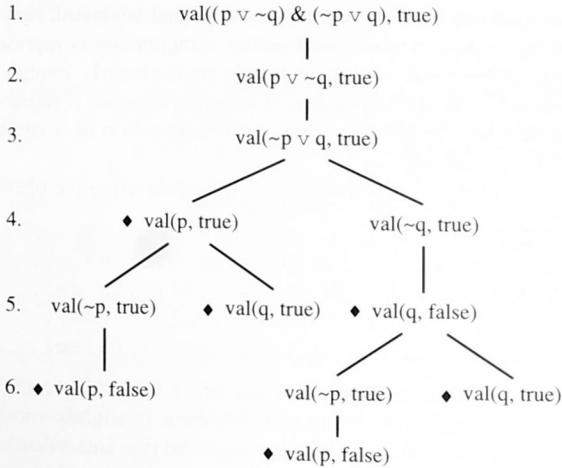 1. val((p v ~q) & (~p v q), true)
2. val(p v ~q, true)
3. val(~p v q, true)
4. ♦ val(p, true) val(~q, true)
5. val(~p, true) ♦ val(q, true) ♦ val(q, false)
6. ♦ val(p, false) val(~p, true) ♦ val(q, true)
♦ val(p, false)